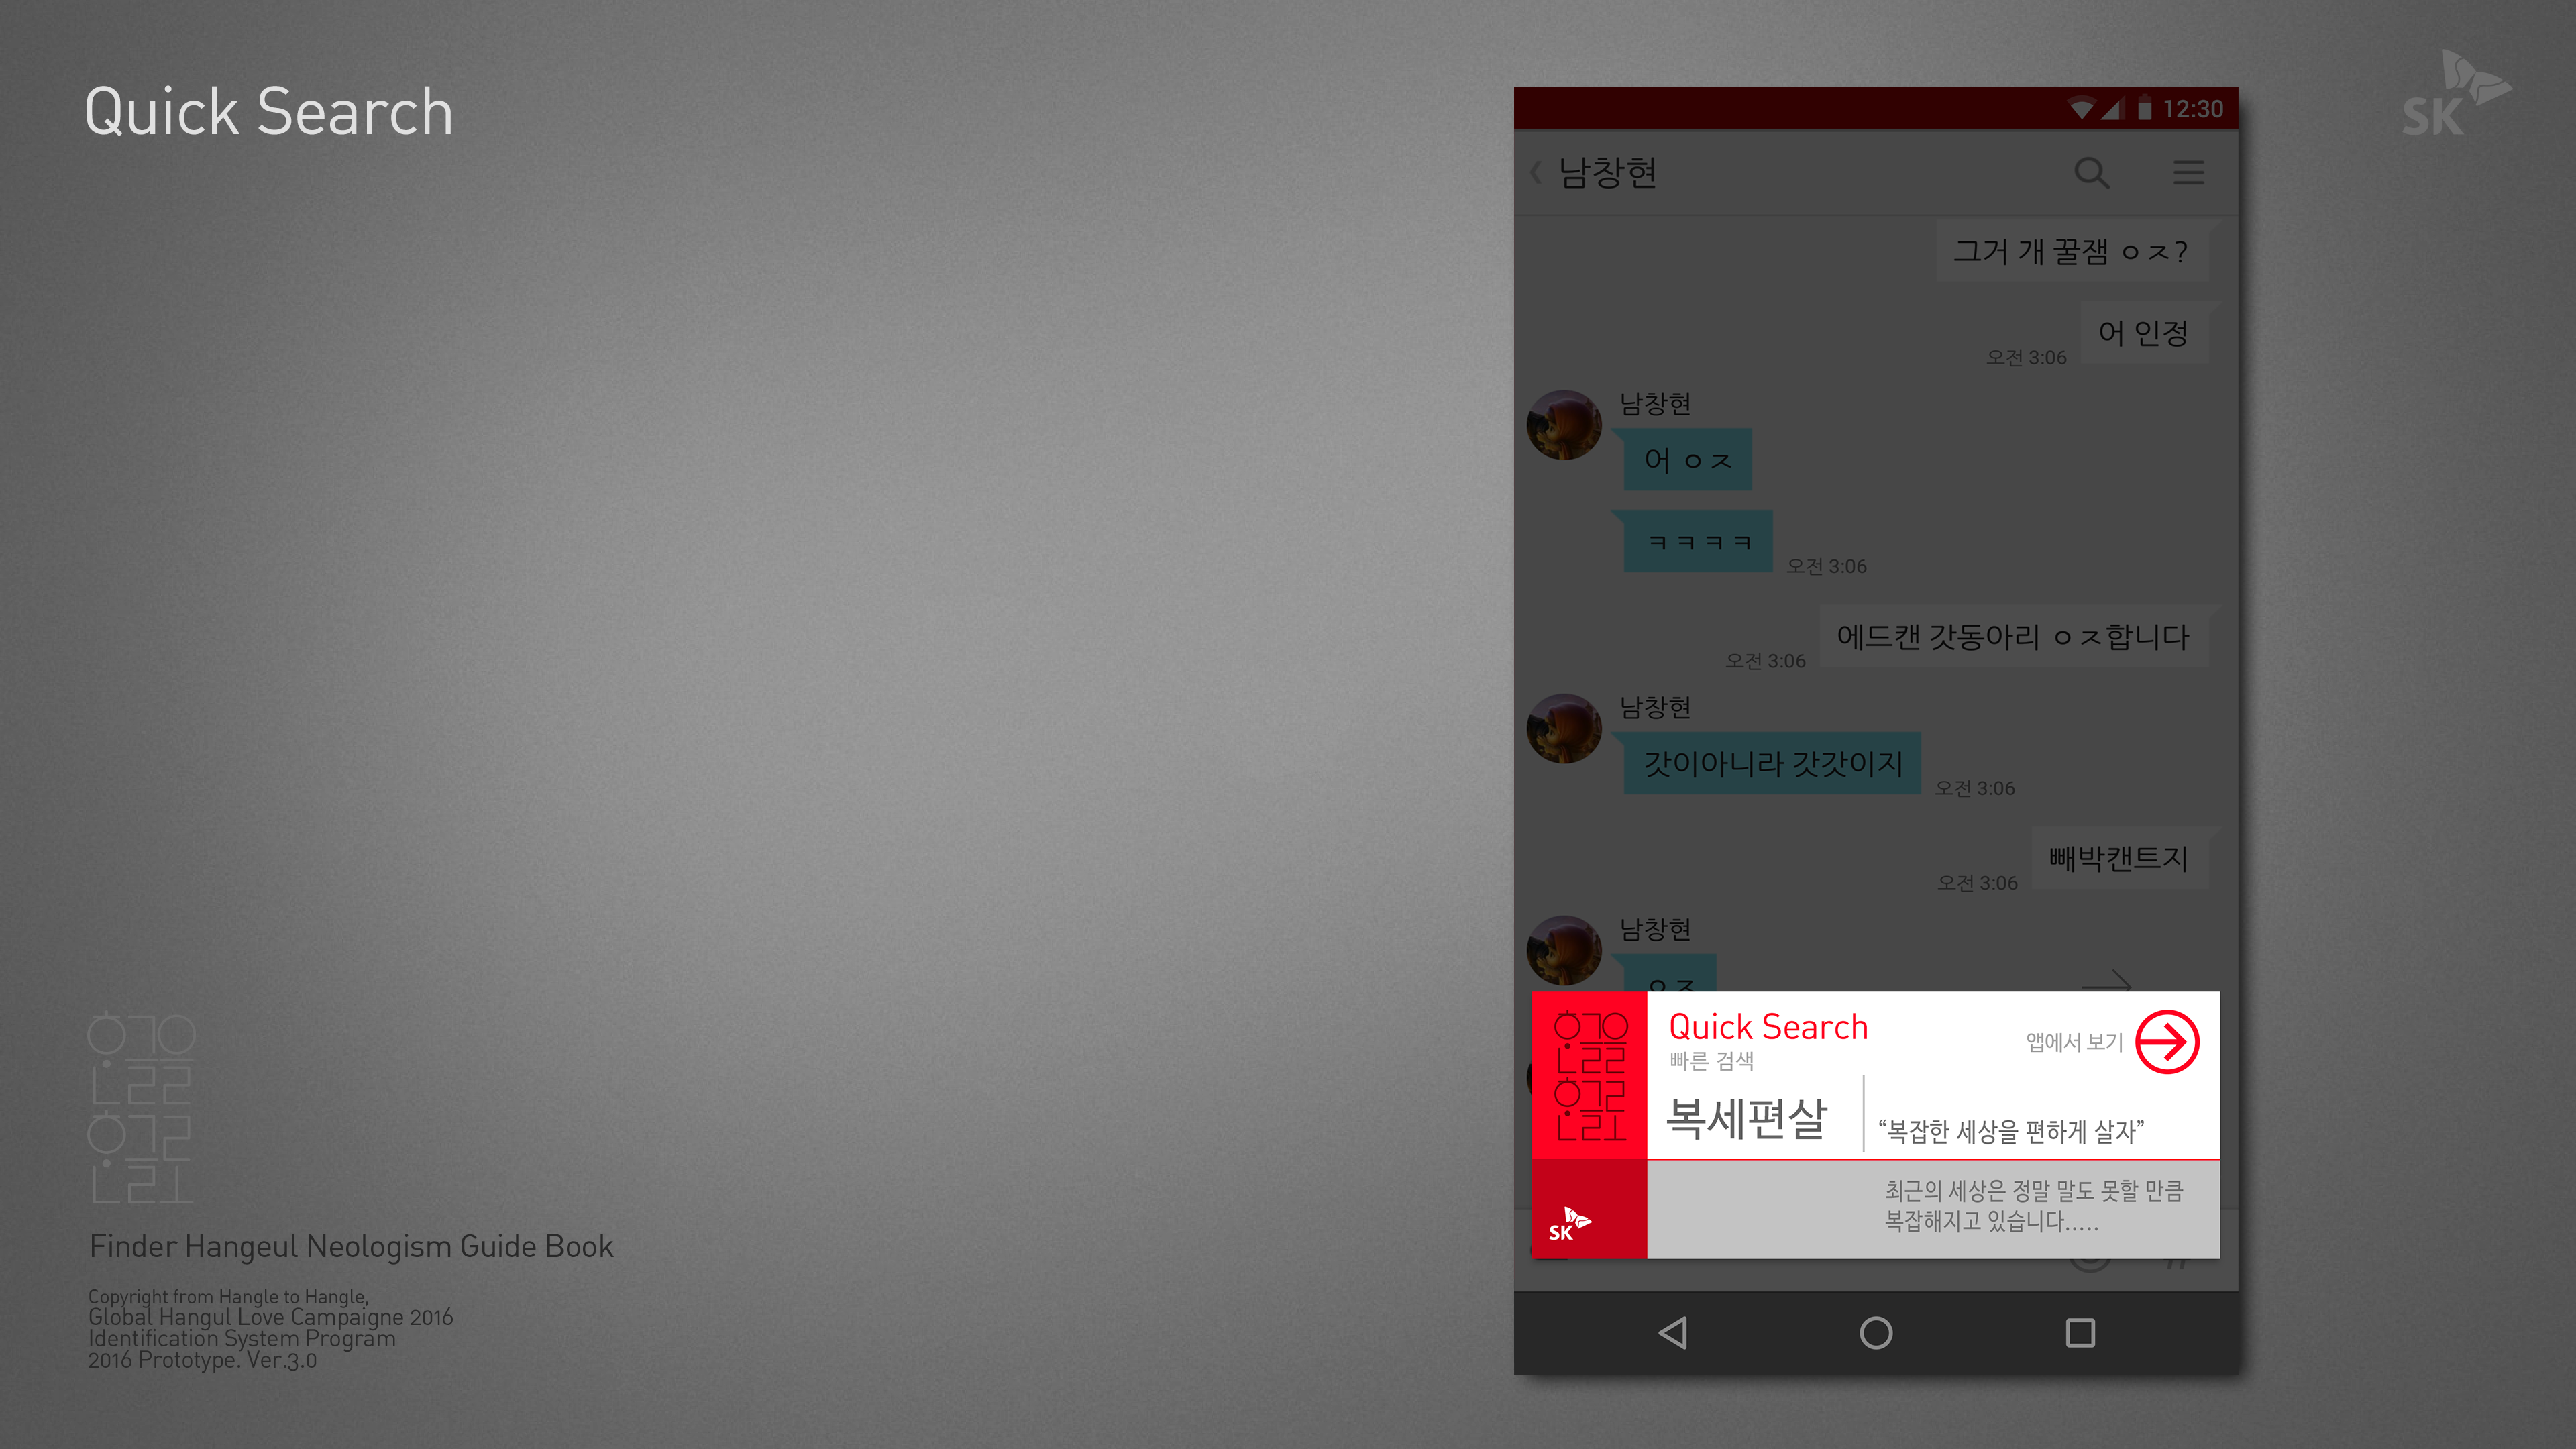 Quick Search
SK
12:30
남창현
그거 개 꿀잼 ㅇㅈ?
어 인정
오전 3:06
남창현
어 ㅇㅈ
ㅋㅋㅋㅋ
오전 3:06
에드캔 갓동아리 ㅇㅈ합니다
오전 3:06
남창현
갓이아니라 갓갓이지
오전 3:06
빼박캔트지
오전 3:06
남창현
ㅇㅈ
Quick Search
빠른 검색
앱에서 보기
복세편살
“복잡한 세상을 편하게 살자”
최근의 세상은 정말 말도 못할 만큼
복잡해지고 있습니다.....
SK
Finder Hangeul Neologism Guide Book
Copyright from Hangle to Hangle,
Global Hangul Love Campaigne 2016
Identification System Program
2016 Prototype. Ver.3.0